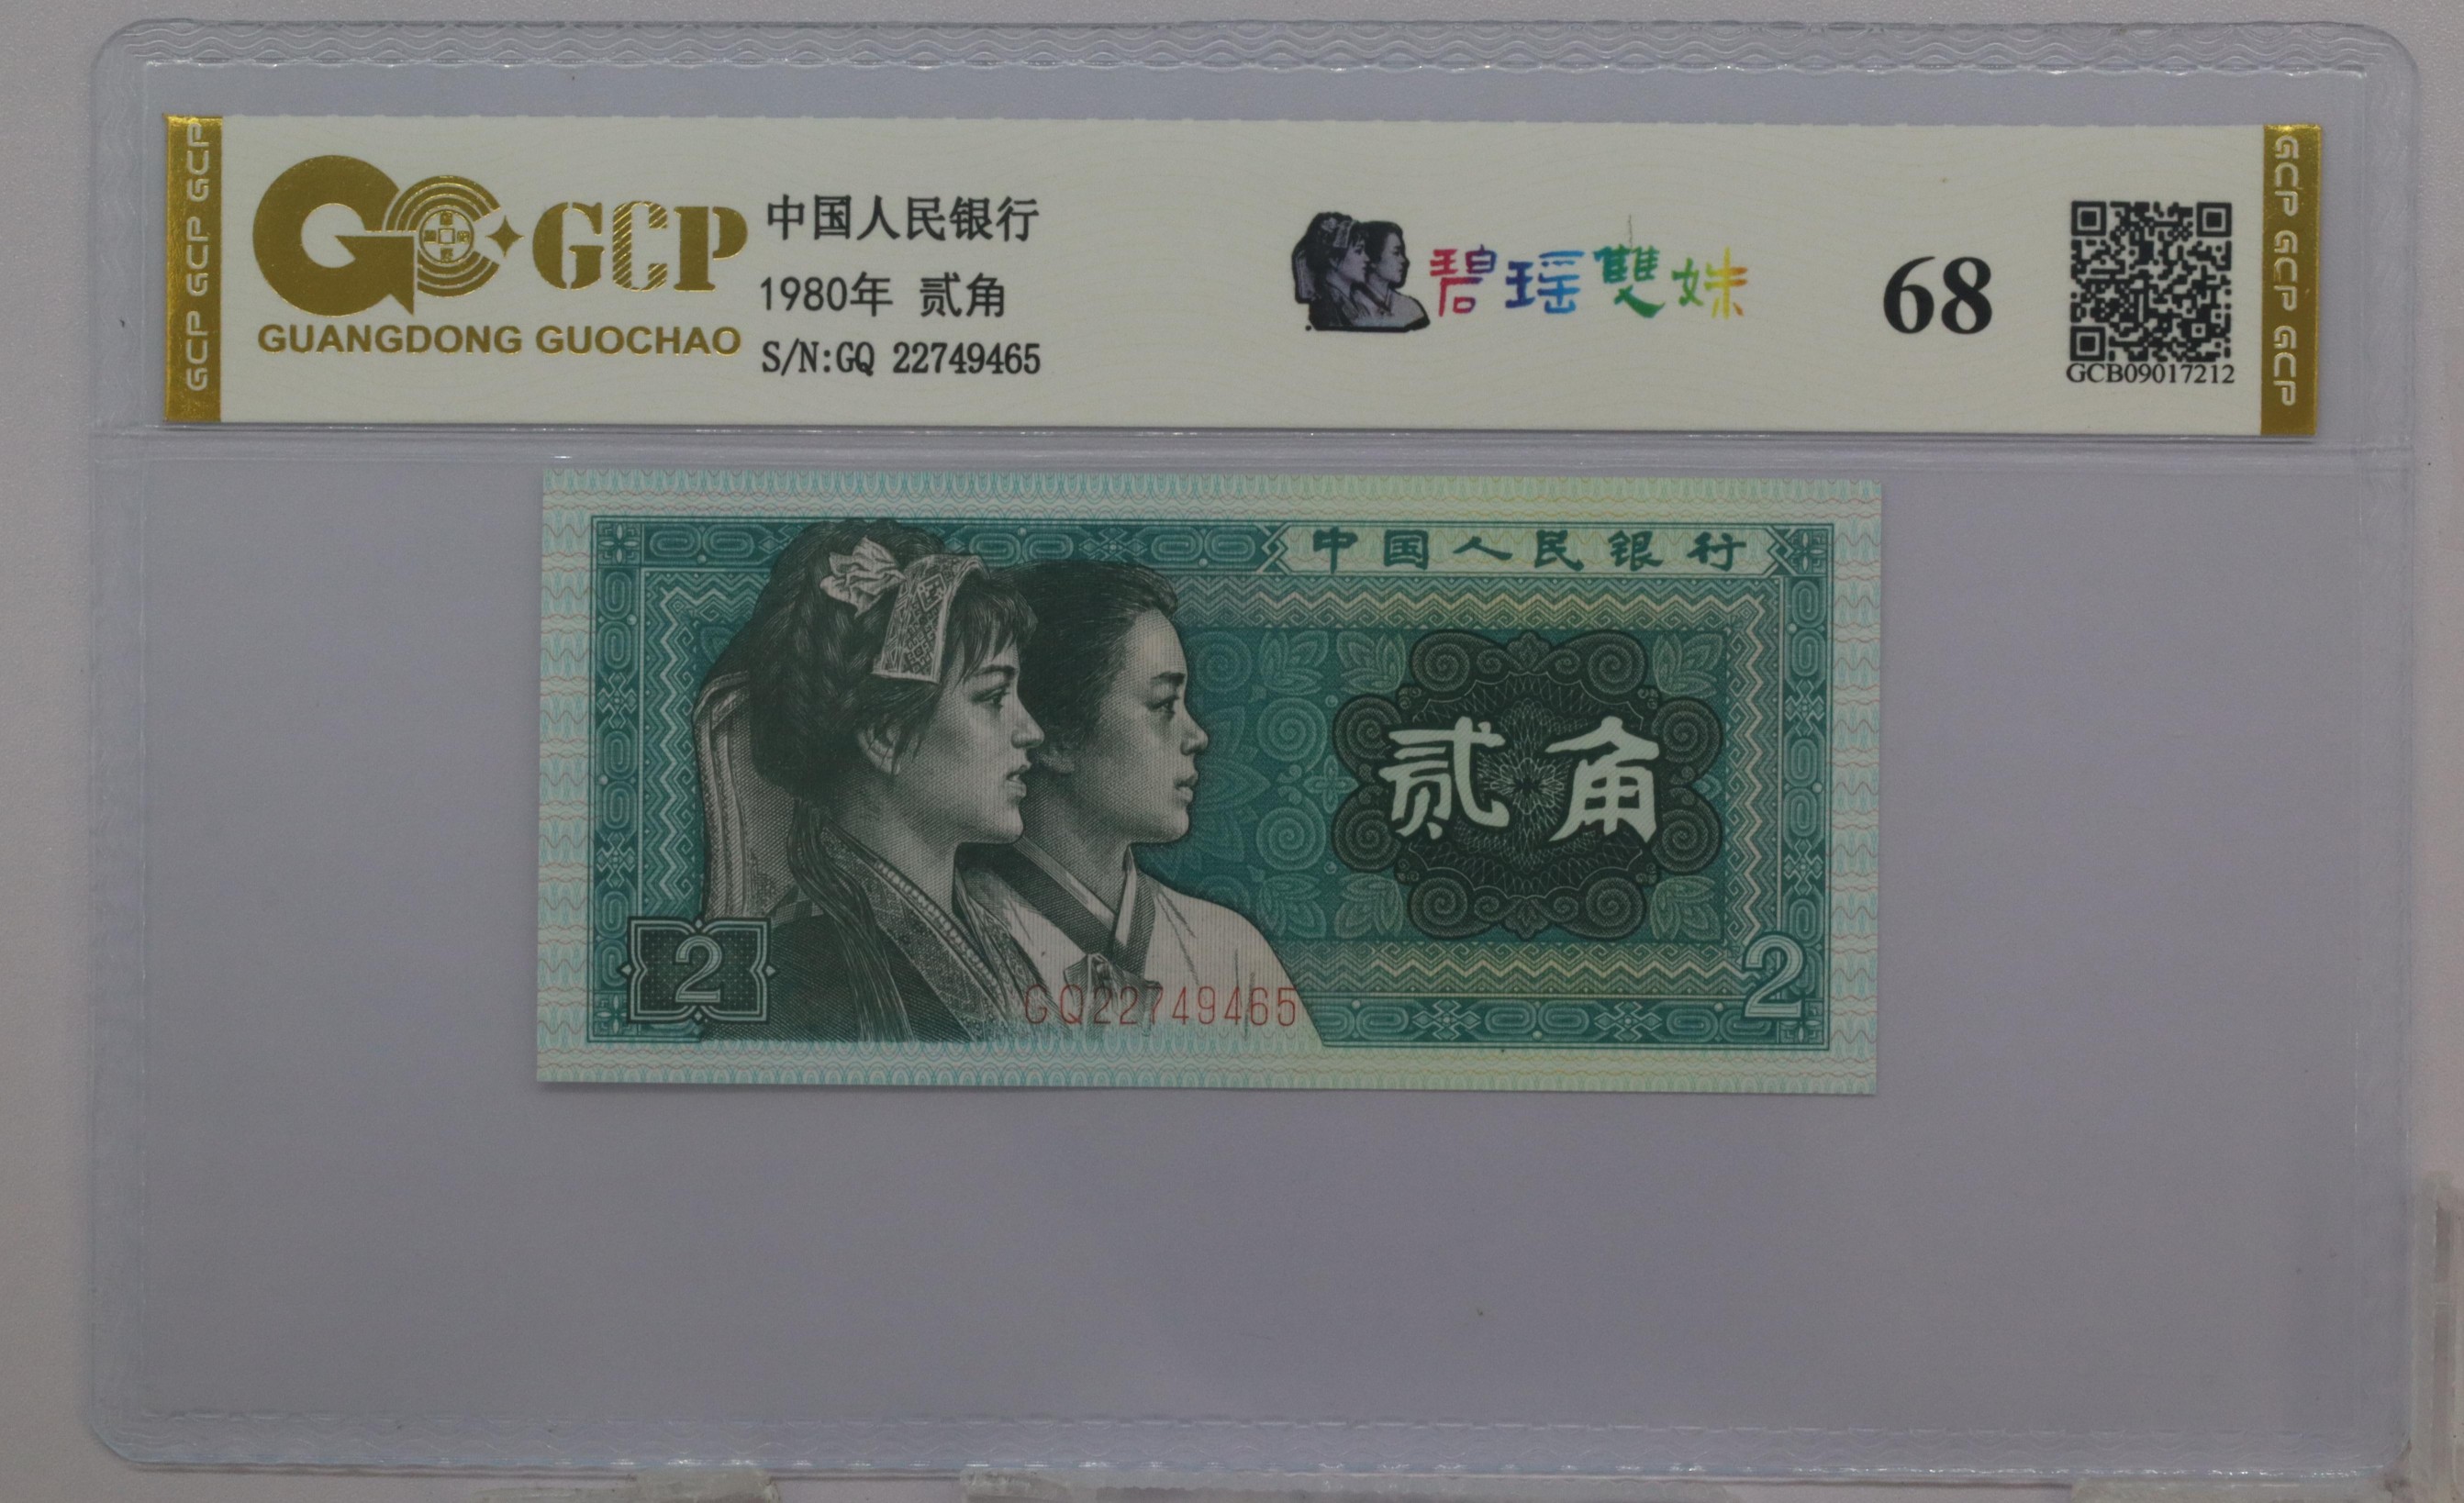 GCP GCP GCP
GCP
GUANGDONG GUOCHAO
中国人民银行
1980年 贰角
S/N:GQ 22749465
碧瑶雙姝
68
GCB09017212
GCP GCP GCP
中国人民银行
贰角
2
GQ22749465
2